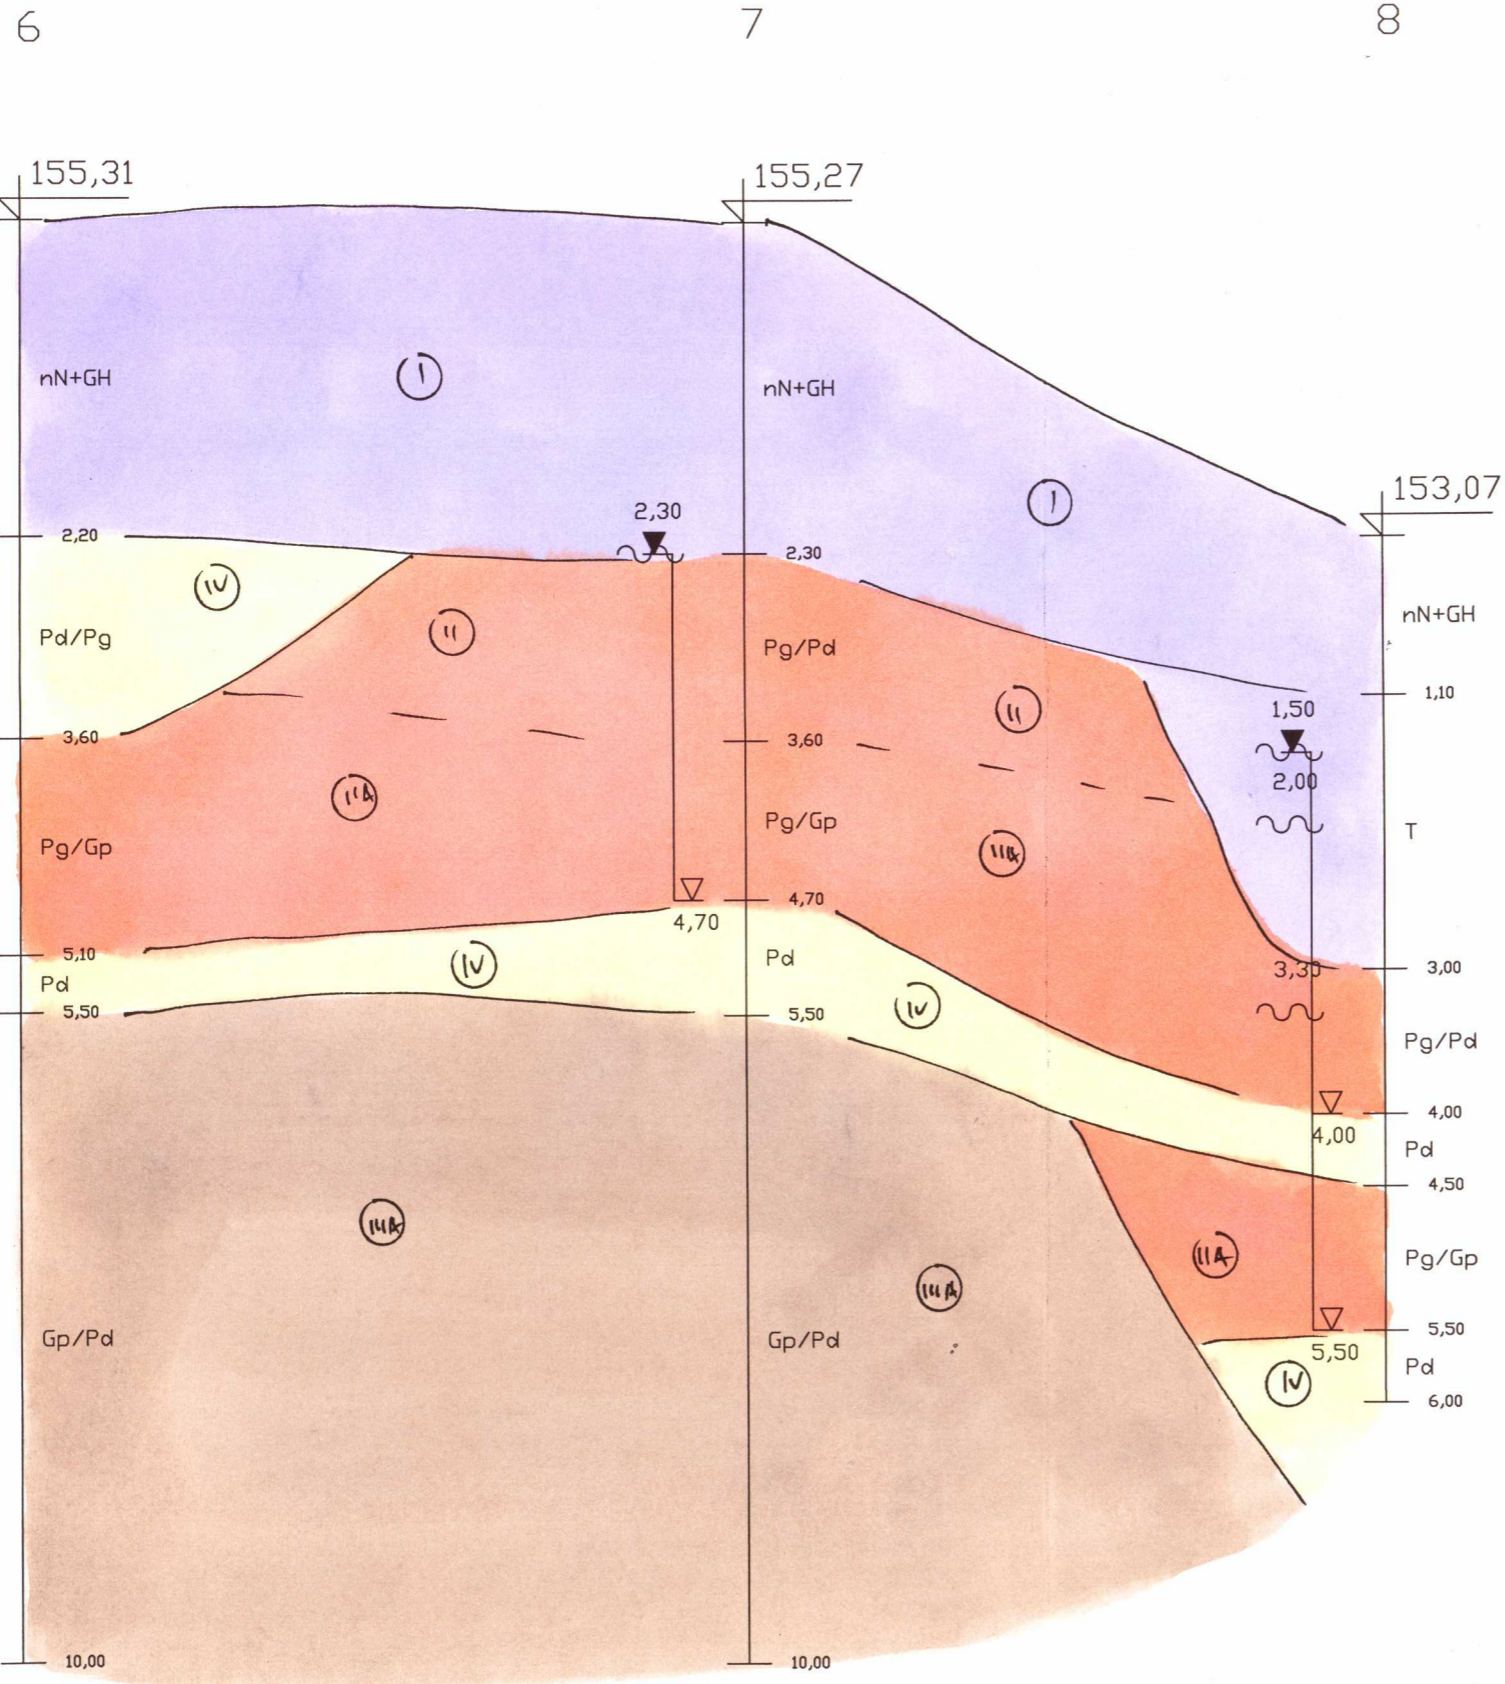 6 7 8
155,31 155,27
153,07
nN+GH I nN+GH
I
2,30
2,20 2,30
IV
nN+GH
II
Pd/Pg Pg/Pd
1,10
II 1,50
3,60 3,60
2,00
IIA
Pg/Gp Pg/Gp T
IIA
4,70
4,70
5,10 Pd
IV 3,30 3,00
Pd
5,50 IV 5,50
Pg/Pd
4,00
4,00
Pd
4,50
IIIA
IIA Pg/Gp
IIIA
5,50
Gp/Pd Gp/Pd 5,50
Pd
IV
6,00
10,00 10,00